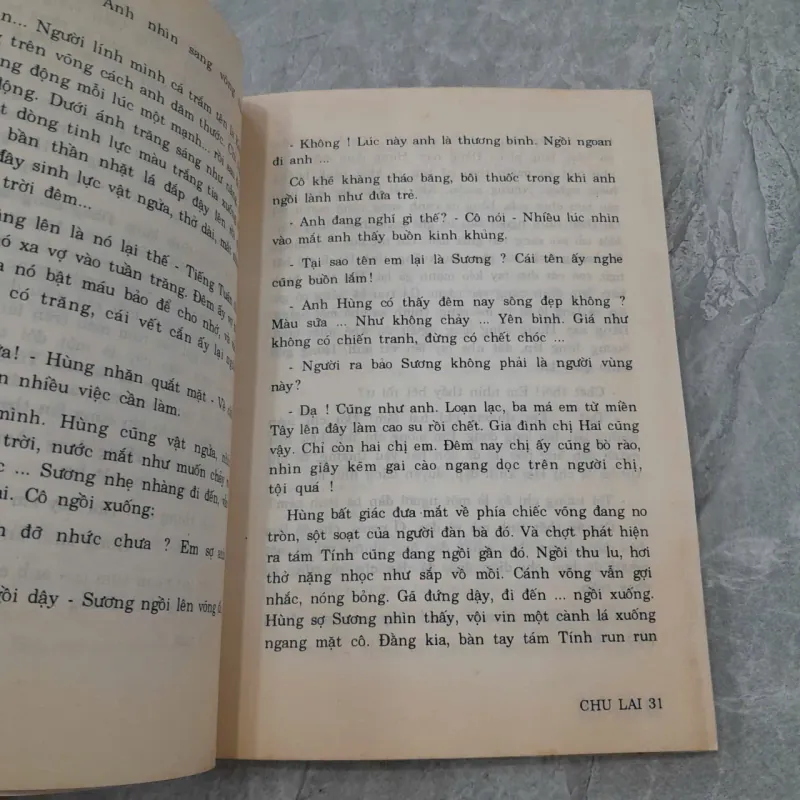 Anh nhìn sang võng
Người lính mình cá trắm tên là
trên võng cách anh dăm thước.
động mỗi lúc một mạnh... rồi
động. Dưới ánh trăng sáng như
dòng tinh lực màu trắng tia xuống
bần thần nhặt lá đắp đậy lên
đầy sinh lực vật ngửa, thở dài, mắt
trời đêm...
lên là nó lại thế - Tiếng Tuấn
xa vợ vào tuần trăng. Đêm ấy vợ
nó bật máu bảo để cho nhớ, và
có trăng, cái vết cắn ấy lại
- Hùng nhăn quắt mặt - Về
nhiều việc cần làm.
mình. Hùng cũng vật ngửa,
trời, nước mắt như muốn chảy
... Sương nhẹ nhàng đi đến,
Cô ngồi xuống:
đỡ nhức chưa ? Em sợ
dậy - Sương ngồi lên võng
- Không ! Lúc này anh là thương binh. Ngồi ngoan
đi anh ...
Cô khẽ khàng tháo băng, bôi thuốc trong khi anh
ngồi lành như đứa trẻ.
- Anh đang nghĩ gì thế? - Cô nói - Nhiều lúc nhìn
vào mắt anh thấy buồn kinh khủng.
- Tại sao tên em lại là Sương ? Cái tên ấy nghe
cũng buồn lắm!
- Anh Hùng có thấy đêm nay sông đẹp không ?
Màu sữa ... Như không chảy ... Yên bình. Giá như
không có chiến tranh, đừng có chết chóc ...
- Người ra bảo Sương không phải là người vùng
này?
- Dạ ! Cũng như anh. Loạn lạc, ba má em từ miền
Tây lên đây làm cao su rồi chết. Gia đình chị Hai cũng
vậy. Chỉ còn hai chị em. Đêm nay chị ấy cũng bò rào,
nhìn giây kẽm gai cào ngang dọc trên người chị,
tội quá !
Hùng bất giác đưa mắt về phía chiếc võng đang no
tròn, sột soạt của người đàn bà đó. Và chợt phát hiện
ra tám Tính cũng đang ngồi gần đó. Ngồi thu lu, hơi
thở nặng nhọc như sắp vồ mồi. Cánh võng vẫn gợi
nhắc, nóng bỏng. Gã đứng dậy, đi đến ... ngồi xuống.
Hùng sợ Sương nhìn thấy, vội vin một cành lá xuống
ngang mặt cô. Đằng kia, bàn tay tám Tính run run
CHU LAI 31